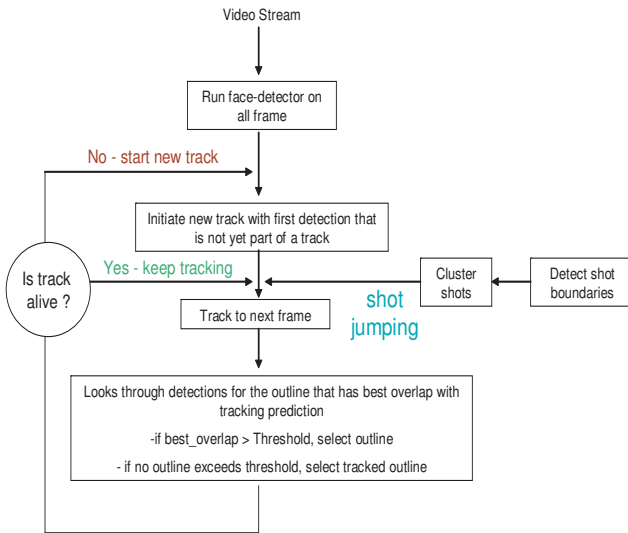 Video Stream
Run face-detector on
all frame
No - start new track
Initiate new track with first detection that
is not yet part of a track
Is track
alive ?
Yes - keep tracking
shot
jumping
Cluster
shots
Detect shot
boundaries
Track to next frame
Looks through detections for the outline that has best overlap with
tracking prediction
-if best_overlap > Threshold, select outline
- if no outline exceeds threshold, select tracked outline